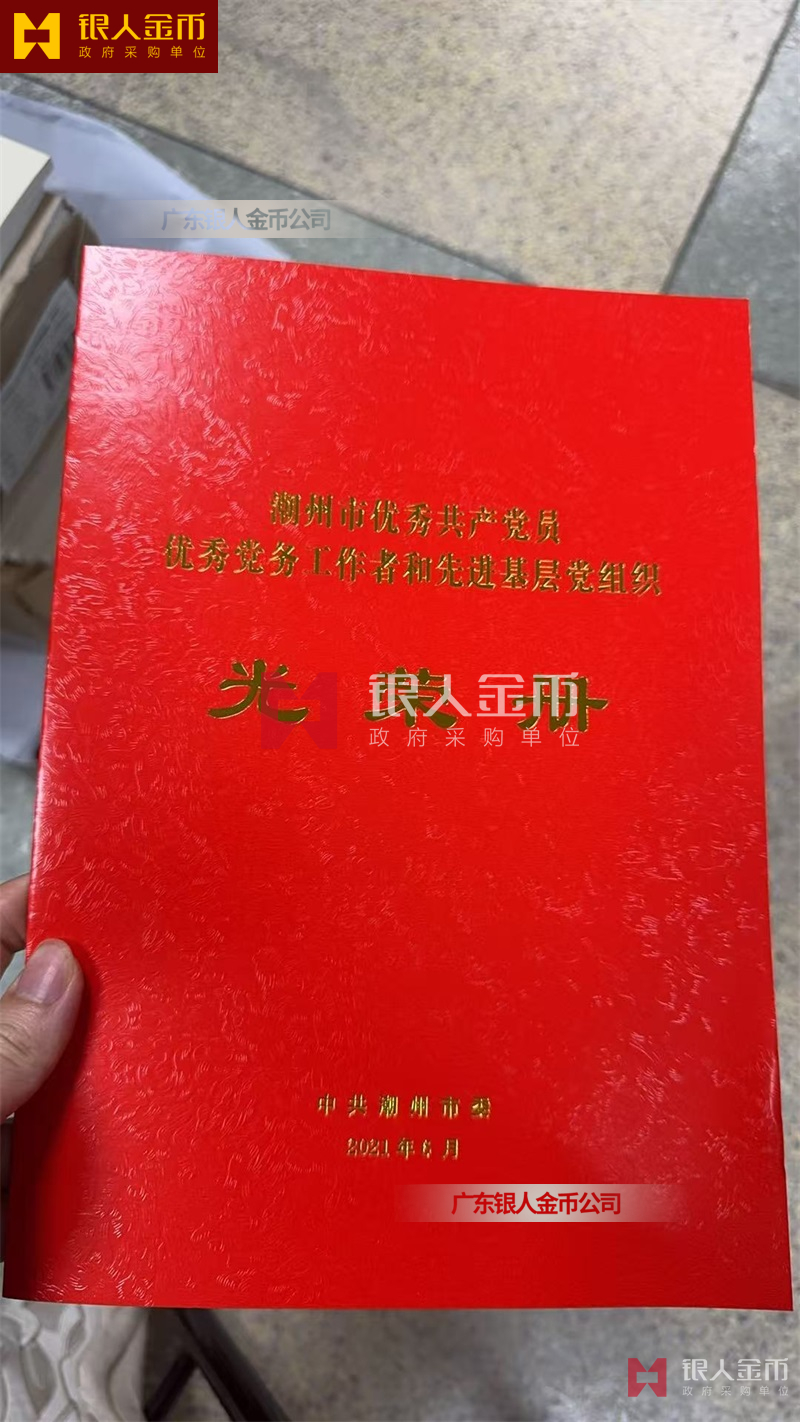 银人金币
政府采购单位
广东银人金币公司
潮州市优秀共产党员
优秀党务工作者和先进基层党组织
光荣册
银人金币
政府采购单位
中共潮州市委
2021年6月
广东银人金币公司
银人金币
政府采购单位